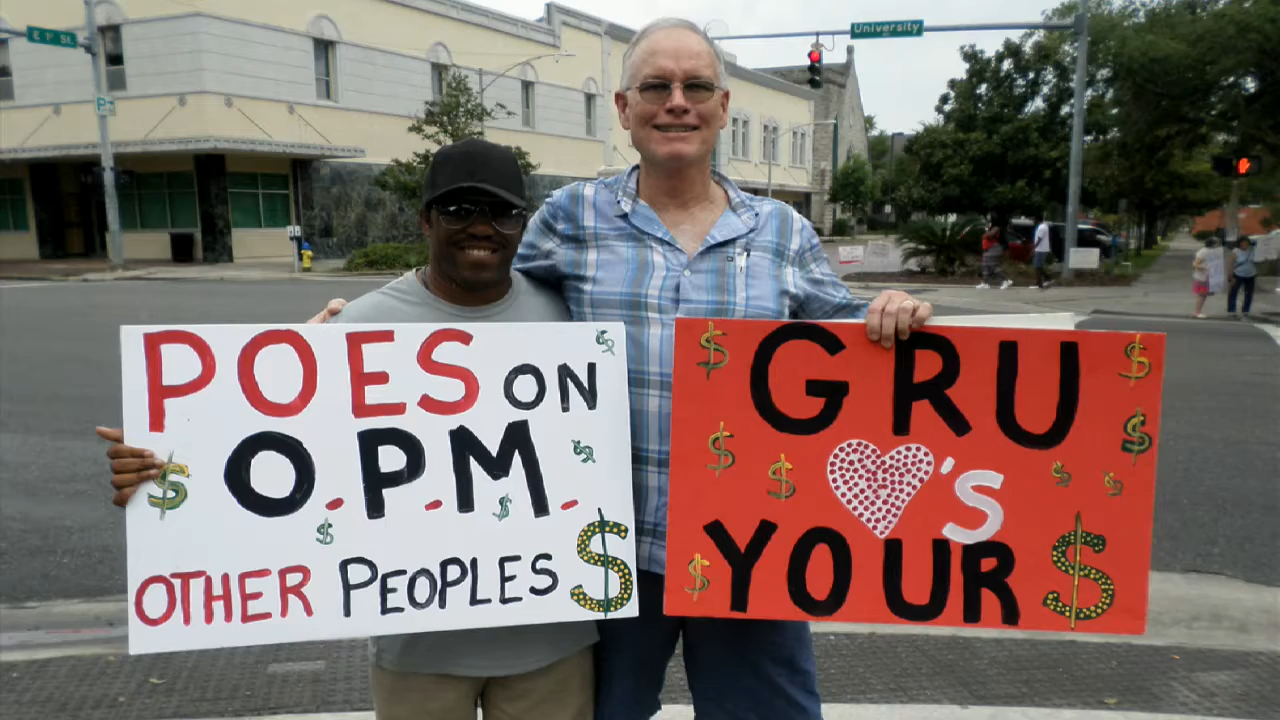 E 1st St.
University
P
POES ON
$ O.P.M. $
$ $
OTHER PEOPLES $
$ GRU $
$ $ ♥'S $ $ $
$ YOUR $